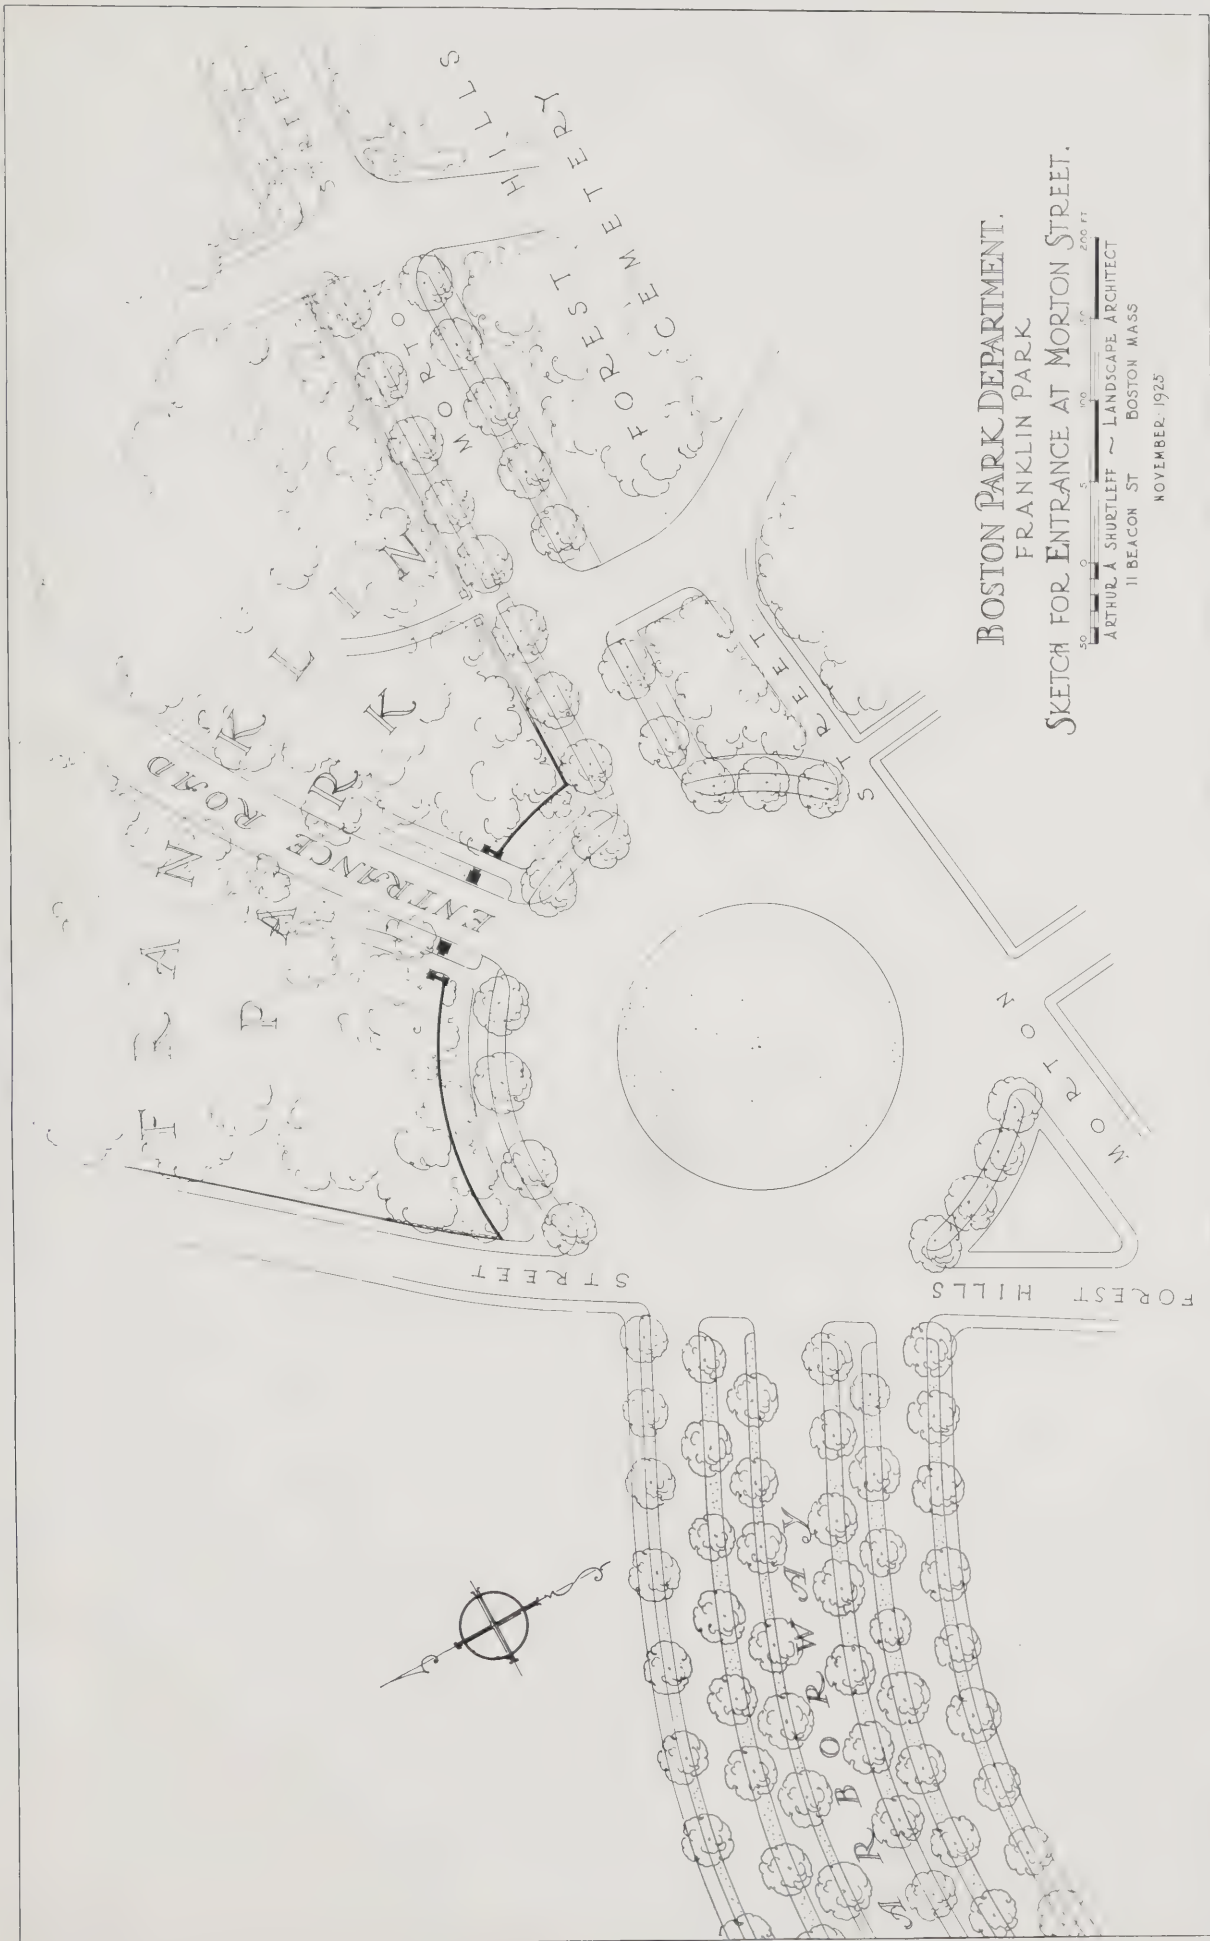 FRANKLIN
PARK
ENTRANCE ROAD
MORTON
STREET
FOREST HILLS
CEMETERY
STREET
FOREST HILLS
MORTON
STREET
ARBORWAY
BOSTON PARK DEPARTMENT.
FRANKLIN PARK
SKETCH FOR ENTRANCE AT MORTON STREET.
50 0 5 100 200 FT
ARTHUR A SHURTLEFF ~ LANDSCAPE ARCHITECT
11 BEACON ST BOSTON MASS
NOVEMBER 1925